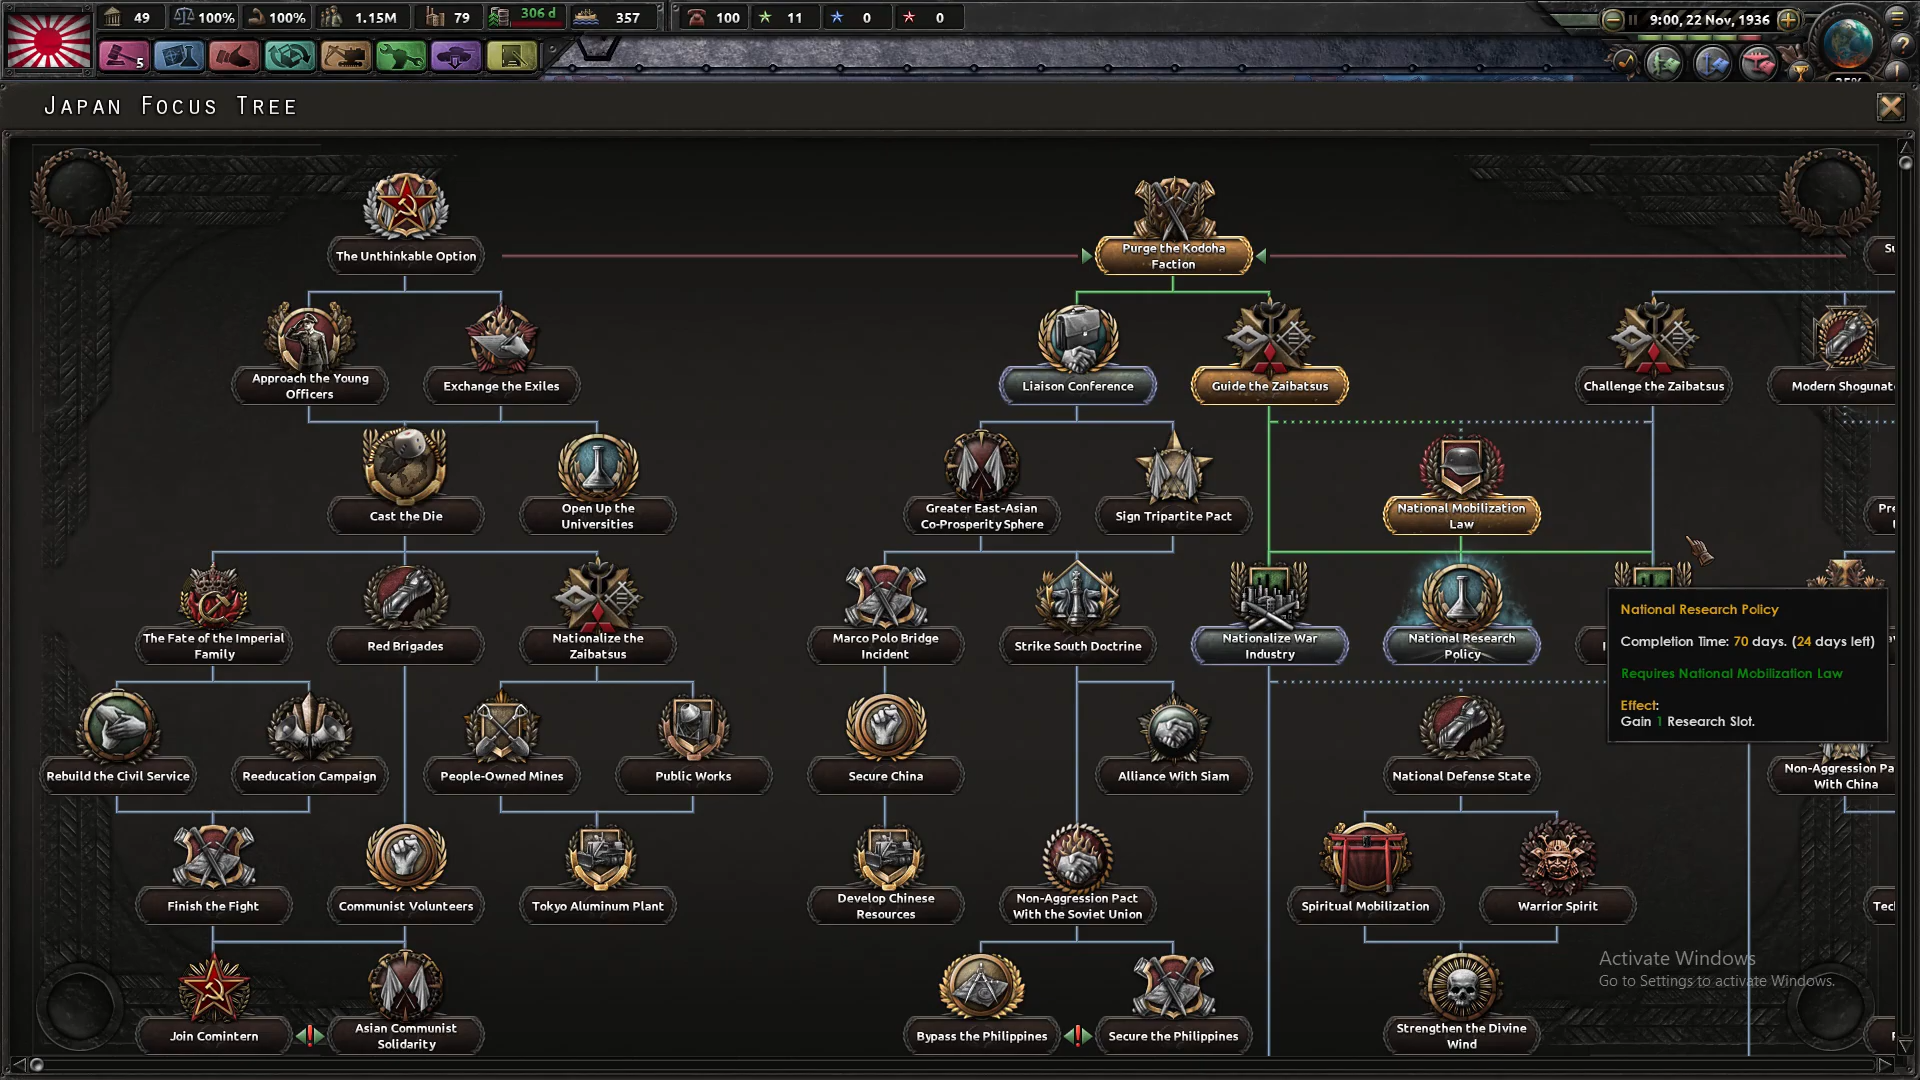 49
100%
100%
1.15M
79
306 d
357
100
11
0
0
9:00, 22 Nov, 1936
5
Japan Focus Tree
The Unthinkable Option
Purge the Kodoha
Faction
Approach the Young
Officers
Exchange the Exiles
Liaison Conference
Guide the Zaibatsus
Challenge the Zaibatsus
Modern Shogunat
Cast the Die
Open Up the
Universities
Greater East-Asian
Co-Prosperity Sphere
Sign Tripartite Pact
National Mobilization
Law
The Fate of the Imperial
Family
Red Brigades
Nationalize the
Zaibatsus
Marco Polo Bridge
Incident
Strike South Doctrine
Nationalize War
Industry
National Research
Policy
National Research Policy
Completion Time: 70 days. (24 days left)
Requires National Mobilization Law
Effect:
Gain 1 Research Slot.
Rebuild the Civil Service
Reeducation Campaign
People-Owned Mines
Public Works
Secure China
Alliance With Siam
National Defense State
Non-Aggression Pa
With China
Finish the Fight
Communist Volunteers
Tokyo Aluminum Plant
Develop Chinese
Resources
Non-Aggression Pact
With the Soviet Union
Spiritual Mobilization
Warrior Spirit
Activate Windows
Go to Settings to activate Windows.
Join Comintern
Asian Communist
Solidarity
Bypass the Philippines
Secure the Philippines
Strengthen the Divine
Wind